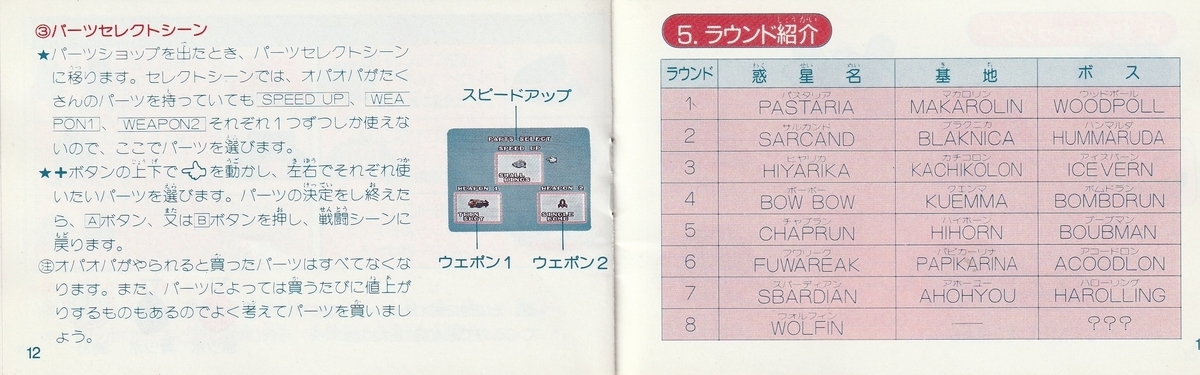 ③パーツセレクトシーン
★パーツショップを出たとき、パーツセレクトシーン
に移ります。セレクトシーンでは、オパオパがたく
さんのパーツを持っていても SPEED UP 、 WEA
PON1 、 WEAPON2 それぞれ1つずつしか使えな
いので、ここでパーツを選びます。
★✚ボタンの上下で を動かし、左右でそれぞれ使
いたいパーツを選びます。パーツの決定をし終えた
ら、 A ボタン、又は B ボタンを押し、戦闘シーンに
戻ります。
注 オパオパがやられると買ったパーツはすべてなくな
ります。また、パーツによっては買うたびに値上が
りするものもあるのでよく考えてパーツを買いまし
ょう。
12
スピードアップ
PARTS SELECT
SPEED UP
SMALL
WINGS
WEAPON 1 WEAPON 2
TWIN
SHOT
SINGLE
BOMB
ウエポン1 ウエポン2
しょうかい
5. ラウンド紹介
ラウンド 惑星名 基地 ボス
わく せい めい き ち
パスタリア マカロリン ウッドポール
1 PASTARIA MAKAROLIN WOODPOLL
サルカンド ブラクニカ ハンマルダ
2 SARCAND BLAKNICA HUMMARUDA
ヒヤリカ カチコロン アイスバーン
3 HIYARIKA KACHIKOLON ICEVERN
ボーボー クエンマ ボムドラン
4 BOW BOW KUEMMA BOMBDRUN
チャプラン ハイホーン ブーブマン
5 CHAPRUN HIHORN BOUBMAN
フワリーク パピカーリナ アコードロン
6 FUWAREAK PAPIKARINA ACOODLON
スバーディアン アホーユー ハローリング
7 SBARDIAN AHOHYOU HAROLLING
ウォルフィン
8 WOLFIN — ???